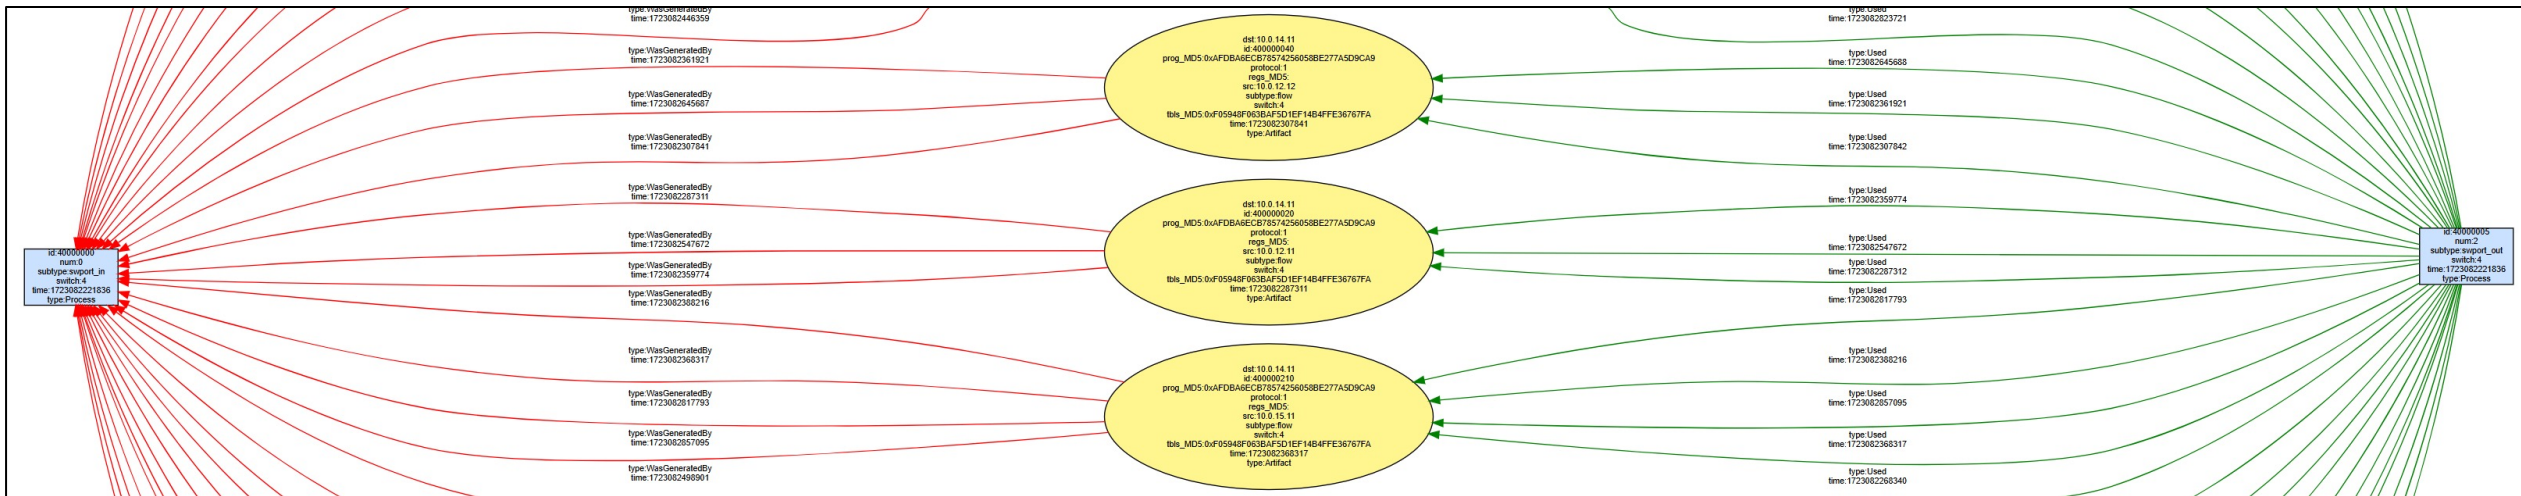 type:WasGeneratedBy
time:1723082446359
type:WasGeneratedBy
time:1723082361921
type:WasGeneratedBy
time:1723082645687
type:WasGeneratedBy
time:1723082307841
type:WasGeneratedBy
time:1723082287311
type:WasGeneratedBy
time:1723082547672
type:WasGeneratedBy
time:1723082359774
type:WasGeneratedBy
time:1723082388216
type:WasGeneratedBy
time:1723082368317
type:WasGeneratedBy
time:1723082817793
type:WasGeneratedBy
time:1723082857095
type:WasGeneratedBy
time:1723082498901
id:40000000
num:0
subtype:swport_in
switch:4
time:1723082221836
type:Process
dst:10.0.14.11
id:400000040
prog_MD5:0xAFDBA6ECB78574256058BE277A5D9CA9
protocol:1
regs_MD5:
src:10.0.12.12
subtype:flow
switch:4
tbls_MD5:0xF05948F063BAF5D1EF14B4FFE36767FA
time:1723082307841
type:Artifact
dst:10.0.14.11
id:400000020
prog_MD5:0xAFDBA6ECB78574256058BE277A5D9CA9
protocol:1
regs_MD5:
src:10.0.12.11
subtype:flow
switch:4
tbls_MD5:0xF05948F063BAF5D1EF14B4FFE36767FA
time:1723082287311
type:Artifact
dst:10.0.14.11
id:400000210
prog_MD5:0xAFDBA6ECB78574256058BE277A5D9CA9
protocol:1
regs_MD5:
src:10.0.15.11
subtype:flow
switch:4
tbls_MD5:0xF05948F063BAF5D1EF14B4FFE36767FA
time:1723082368317
type:Artifact
type:Used
time:1723082823721
type:Used
time:1723082645688
type:Used
time:1723082361921
type:Used
time:1723082307842
type:Used
time:1723082359774
type:Used
time:1723082547672
type:Used
time:1723082287312
type:Used
time:1723082817793
type:Used
time:1723082388216
type:Used
time:1723082857095
type:Used
time:1723082368317
type:Used
time:1723082268340
id:40000005
num:2
subtype:swport_out
switch:4
time:1723082221836
type:Process